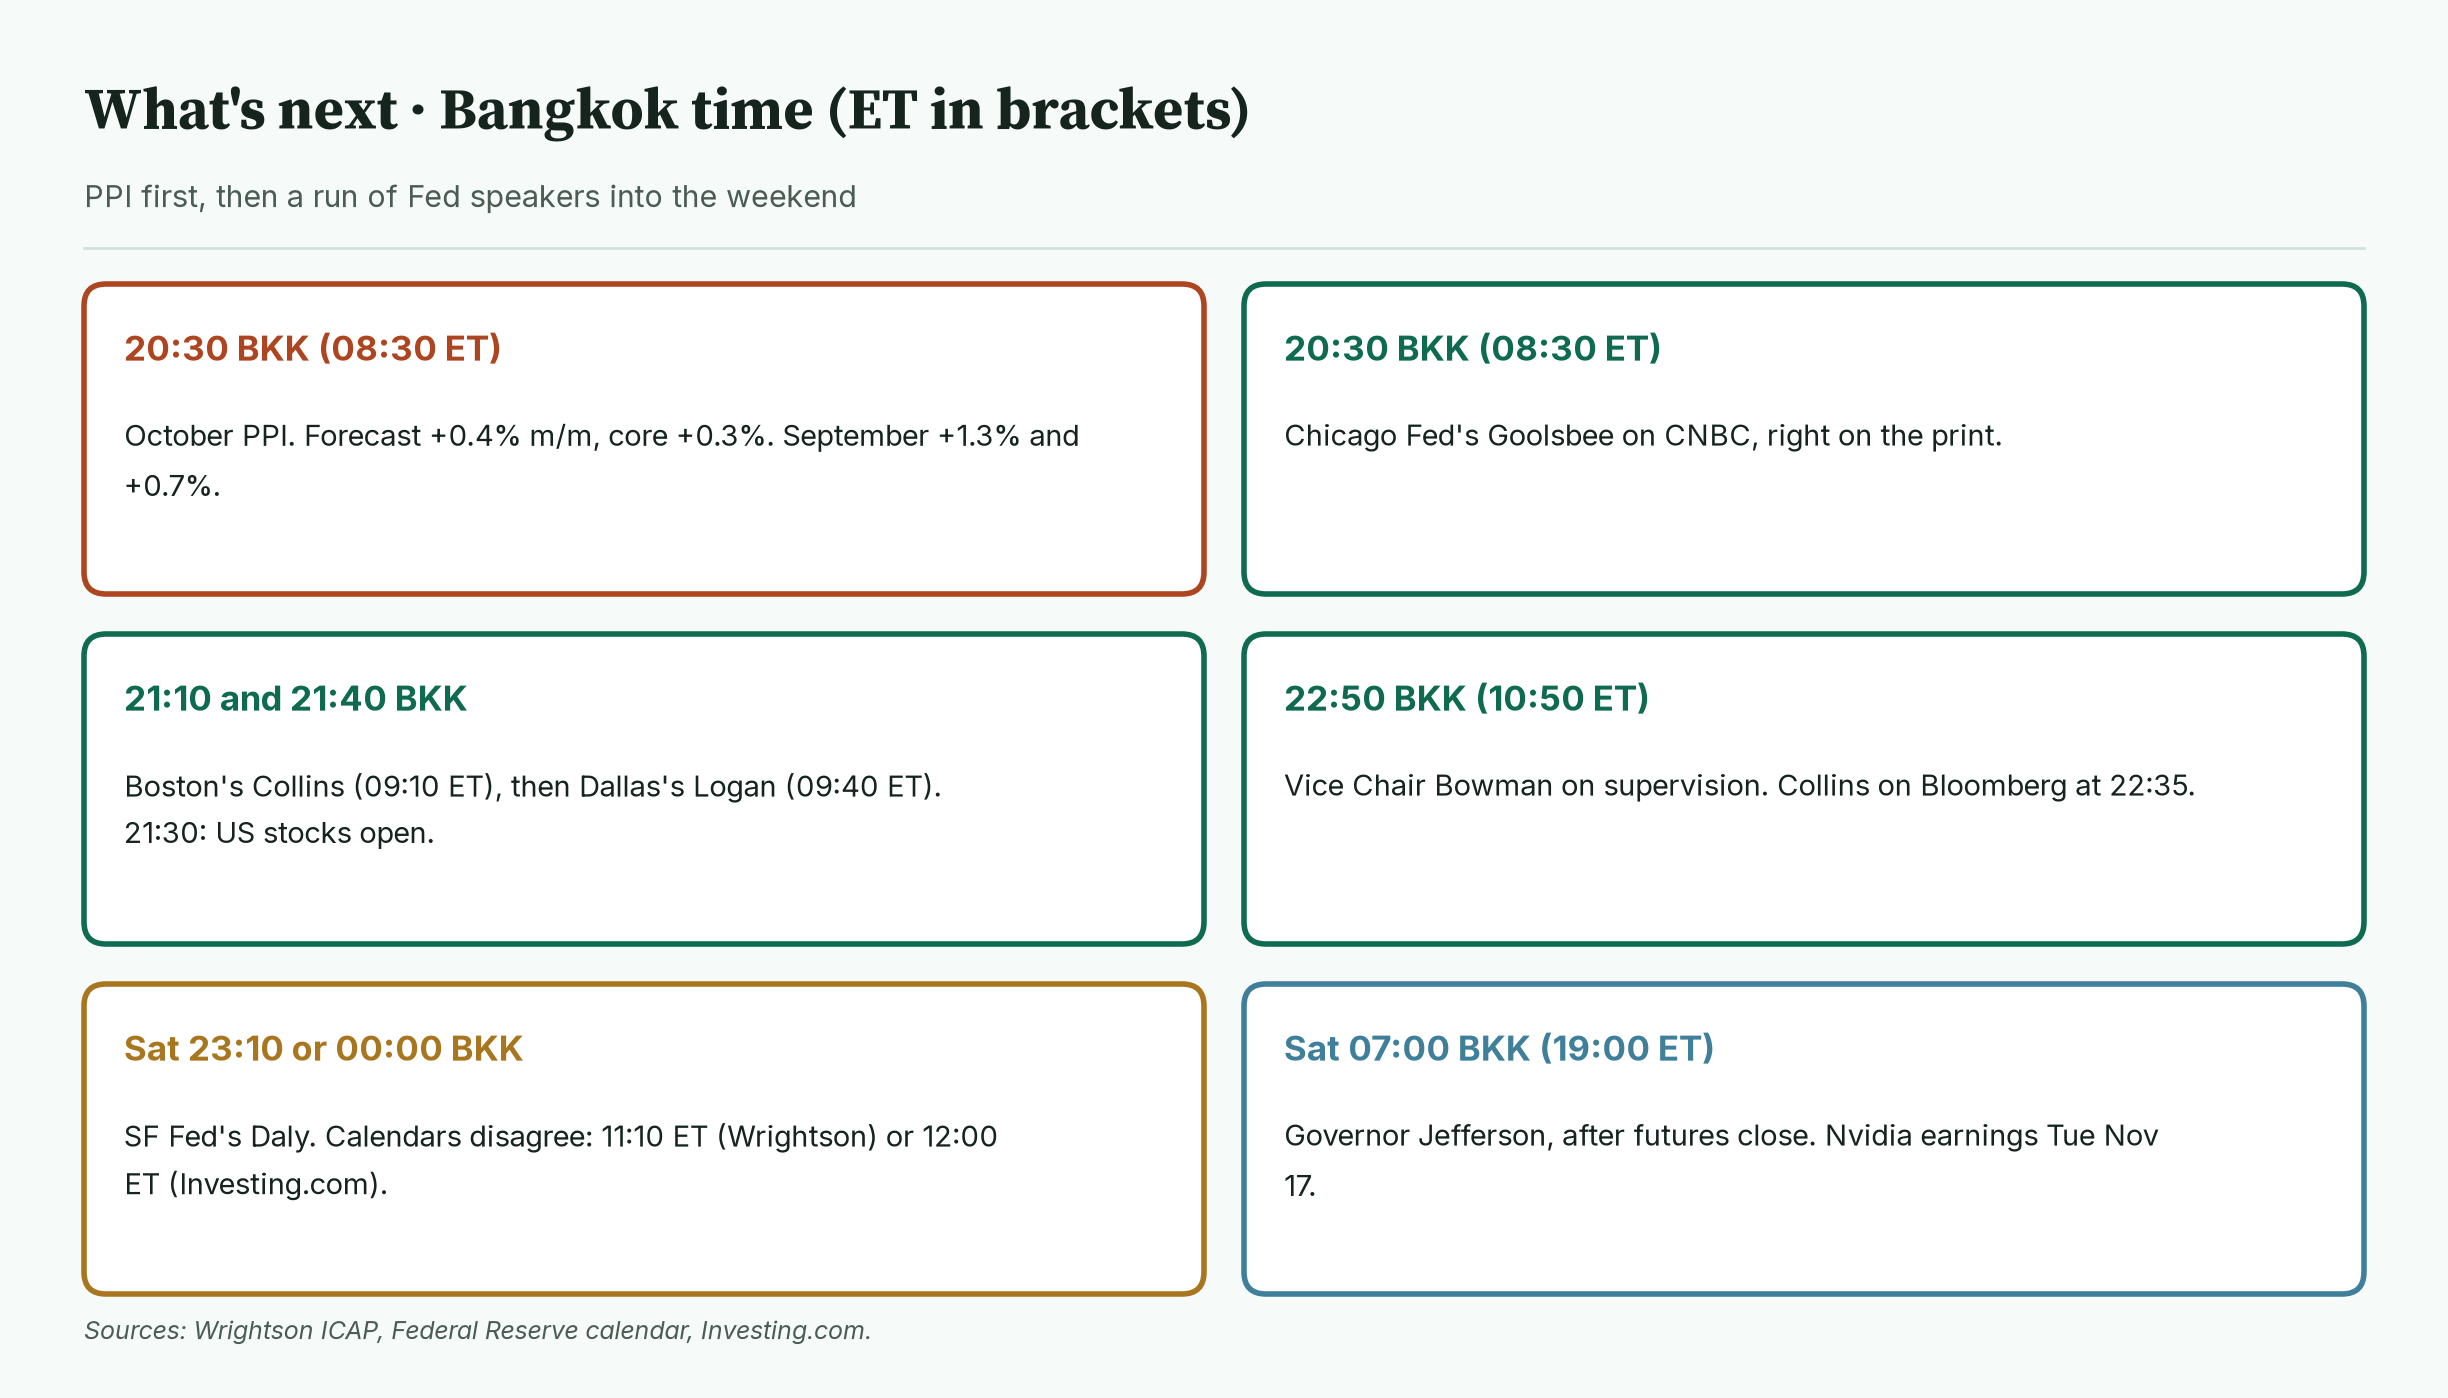 What's next · Bangkok time (ET in brackets)
PPI first, then a run of Fed speakers into the weekend
20:30 BKK (08:30 ET)
October PPI. Forecast +0.4% m/m, core +0.3%. September +1.3% and
+0.7%.
20:30 BKK (08:30 ET)
Chicago Fed's Goolsbee on CNBC, right on the print.
21:10 and 21:40 BKK
Boston's Collins (09:10 ET), then Dallas's Logan (09:40 ET).
21:30: US stocks open.
22:50 BKK (10:50 ET)
Vice Chair Bowman on supervision. Collins on Bloomberg at 22:35.
Sat 23:10 or 00:00 BKK
SF Fed's Daly. Calendars disagree: 11:10 ET (Wrightson) or 12:00
ET (Investing.com).
Sat 07:00 BKK (19:00 ET)
Governor Jefferson, after futures close. Nvidia earnings Tue Nov
17.
Sources: Wrightson ICAP, Federal Reserve calendar, Investing.com.